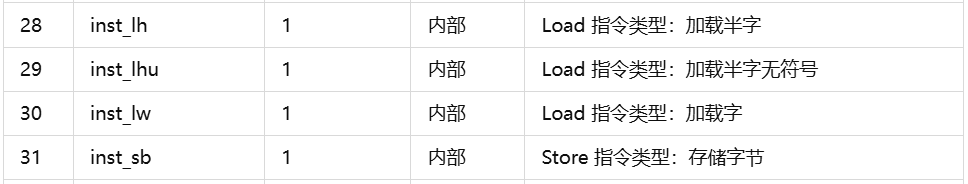 28 inst_lh 1 内部 Load 指令类型：加载半字
29 inst_lhu 1 内部 Load 指令类型：加载半字无符号
30 inst_lw 1 内部 Load 指令类型：加载字
31 inst_sb 1 内部 Store 指令类型：存储字节